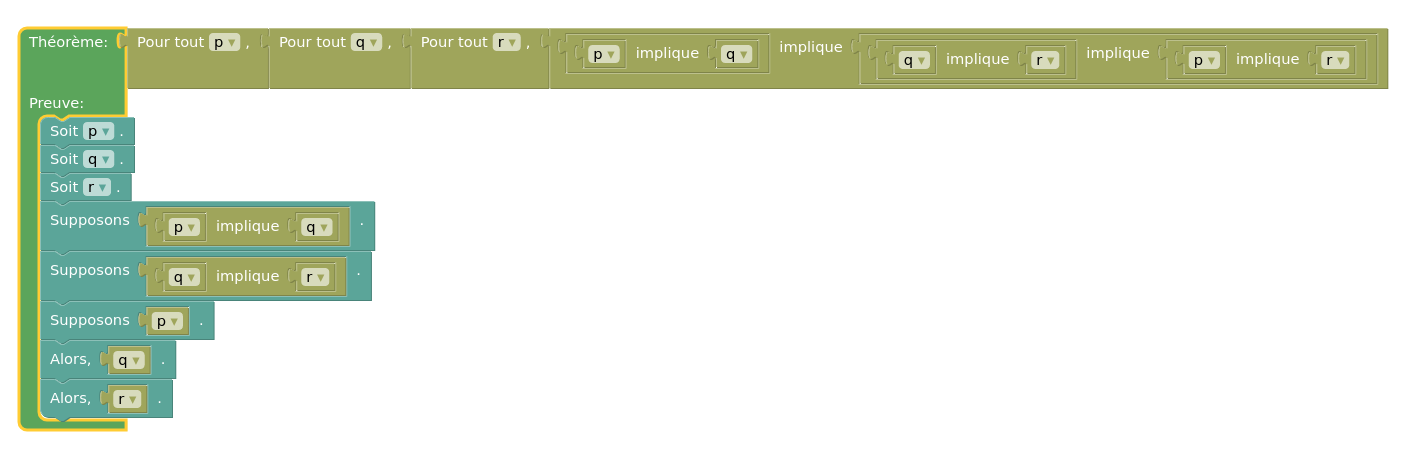 Théorème: Pour tout p ▾ , Pour tout q ▾ , Pour tout r ▾ , p ▾ implique q ▾ implique q ▾ implique r ▾ implique p ▾ implique r ▾
Preuve:
Soit p ▾ .
Soit q ▾ .
Soit r ▾ .
Supposons p ▾ implique q ▾ .
Supposons q ▾ implique r ▾ .
Supposons p ▾ .
Alors, q ▾ .
Alors, r ▾ .